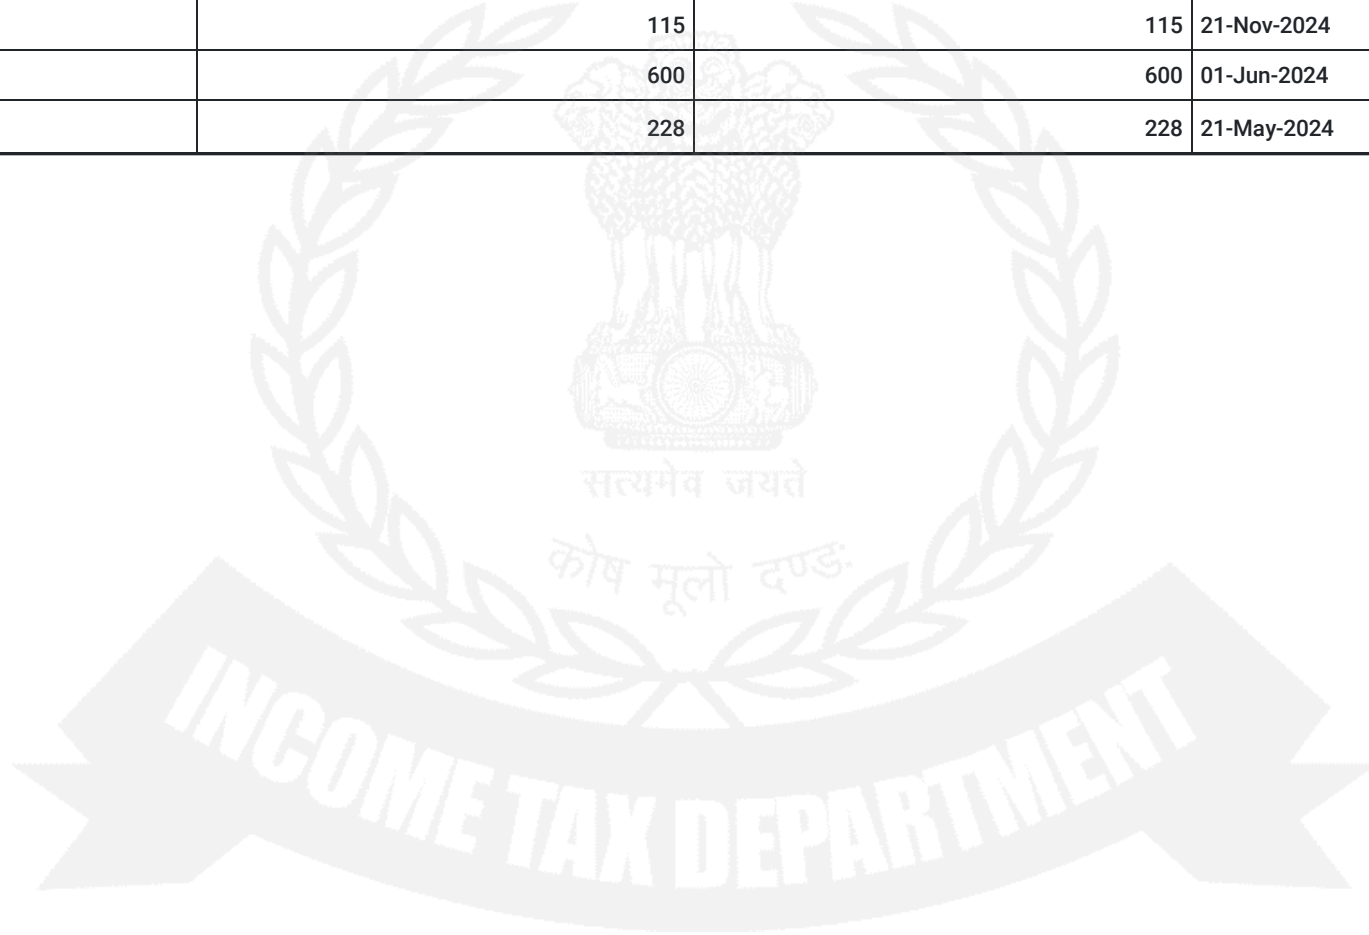 115 115 21-Nov-2024
600 600 01-Jun-2024
228 228 21-May-2024
सत्यमेव जयते
कोष मूलो दण्डः
INCOME TAX DEPARTMENT